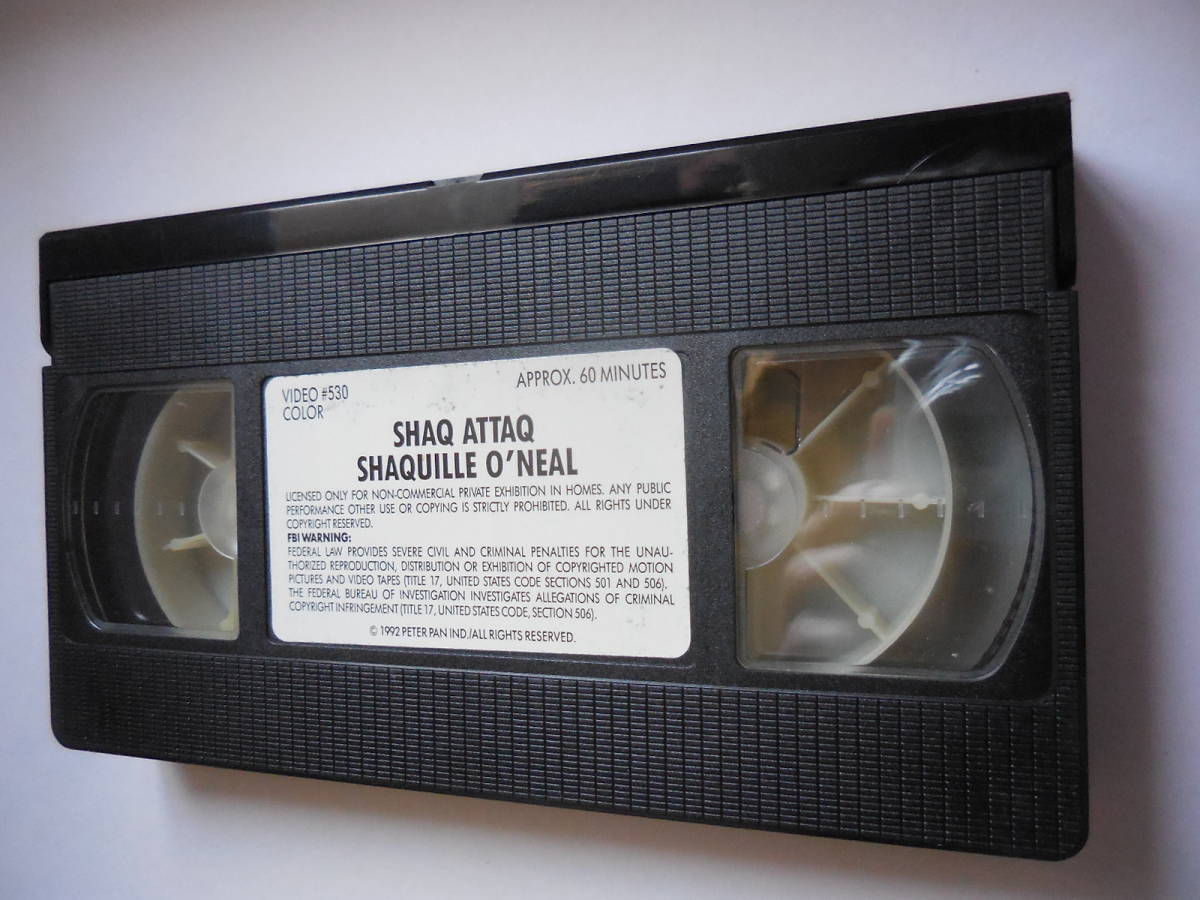 VIDEO #530
COLOR
APPROX. 60 MINUTES
SHAQ ATTAQ
SHAQUILLE O'NEAL
LICENSED ONLY FOR NON-COMMERCIAL PRIVATE EXHIBITION IN HOMES. ANY PUBLIC
PERFORMANCE OTHER USE OR COPYING IS STRICTLY PROHIBITED. ALL RIGHTS UNDER
COPYRIGHT RESERVED.
FBI WARNING:
FEDERAL LAW PROVIDES SEVERE CIVIL AND CRIMINAL PENALTIES FOR THE UNAU-
THORIZED REPRODUCTION, DISTRIBUTION OR EXHIBITION OF COPYRIGHTED MOTION
PICTURES AND VIDEO TAPES (TITLE 17, UNITED STATES CODE SECTIONS 501 AND 506).
THE FEDERAL BUREAU OF INVESTIGATION INVESTIGATES ALLEGATIONS OF CRIMINAL
COPYRIGHT INFRINGEMENT (TITLE 17, UNITED STATES CODE, SECTION 506).
© 1992 PETER PAN IND./ALL RIGHTS RESERVED.